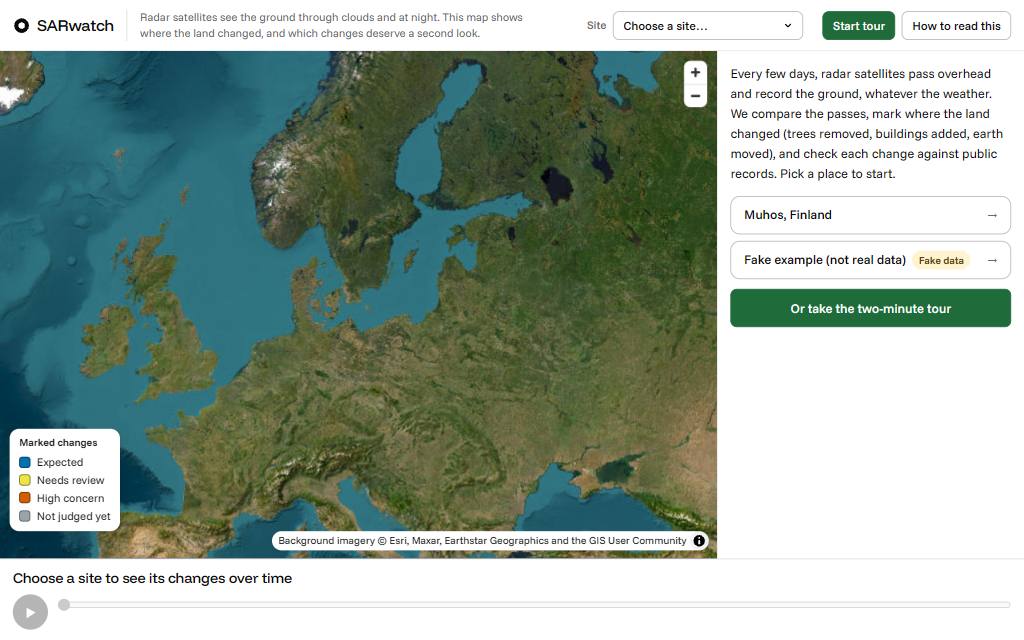 SARwatch
Radar satellites see the ground through clouds and at night. This map shows
where the land changed, and which changes deserve a second look.
Site
Choose a site…
Start tour
How to read this
+
−
Every few days, radar satellites pass overhead
and record the ground, whatever the weather.
We compare the passes, mark where the land
changed (trees removed, buildings added, earth
moved), and check each change against public
records. Pick a place to start.
Muhos, Finland →
Fake example (not real data) Fake data →
Or take the two-minute tour
Marked changes
Expected
Needs review
High concern
Not judged yet
Background imagery © Esri, Maxar, Earthstar Geographics and the GIS User Community
Choose a site to see its changes over time